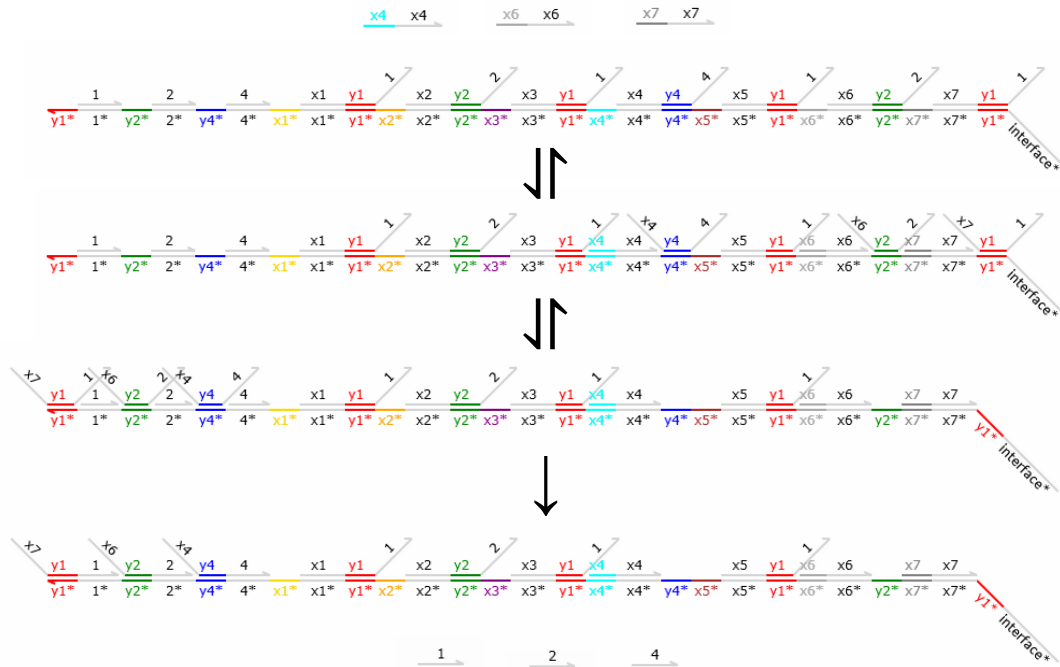 x4 x4 x6 x6 x7 x7
1 2 4 x1 y1 1 x2 y2 2 x3 y1 1 x4 y4 4 x5 y1 1 x6 y2 2 x7 y1 1
y1* 1* y2* 2* y4* 4* x1* x1* y1* x2* x2* y2* x3* x3* y1* x4* x4* y4* x5* x5* y1* x6* x6* y2* x7* x7* y1* interface*
1 2 4 x1 y1 1 x2 y2 2 x3 y1 1 x4 x4 x4 y4 4 x5 y1 1 x6 x6 x6 y2 2 x7 x7 x7 y1 1
y1* 1* y2* 2* y4* 4* x1* x1* y1* x2* x2* y2* x3* x3* y1* x4* x4* y4* x5* x5* y1* x6* x6* y2* x7* x7* y1* interface*
x7 y1 1 1 x6 y2 2 2 x4 y4 4 4 x1 y1 1 x2 y2 2 x3 y1 1 x4 x4 x5 y1 1 x6 x6 x7 x7
y1* 1* y2* 2* y4* 4* x1* x1* y1* x2* x2* y2* x3* x3* y1* x4* x4* y4* x5* x5* y1* x6* x6* y2* x7* x7* y1* interface*
x7 y1 1 x6 y2 2 x4 y4 4 x1 y1 1 x2 y2 2 x3 y1 1 x4 x4 x5 y1 1 x6 x6 x7 x7
y1* 1* y2* 2* y4* 4* x1* x1* y1* x2* x2* y2* x3* x3* y1* x4* x4* y4* x5* x5* y1* x6* x6* y2* x7* x7* y1* interface*
1 2 4